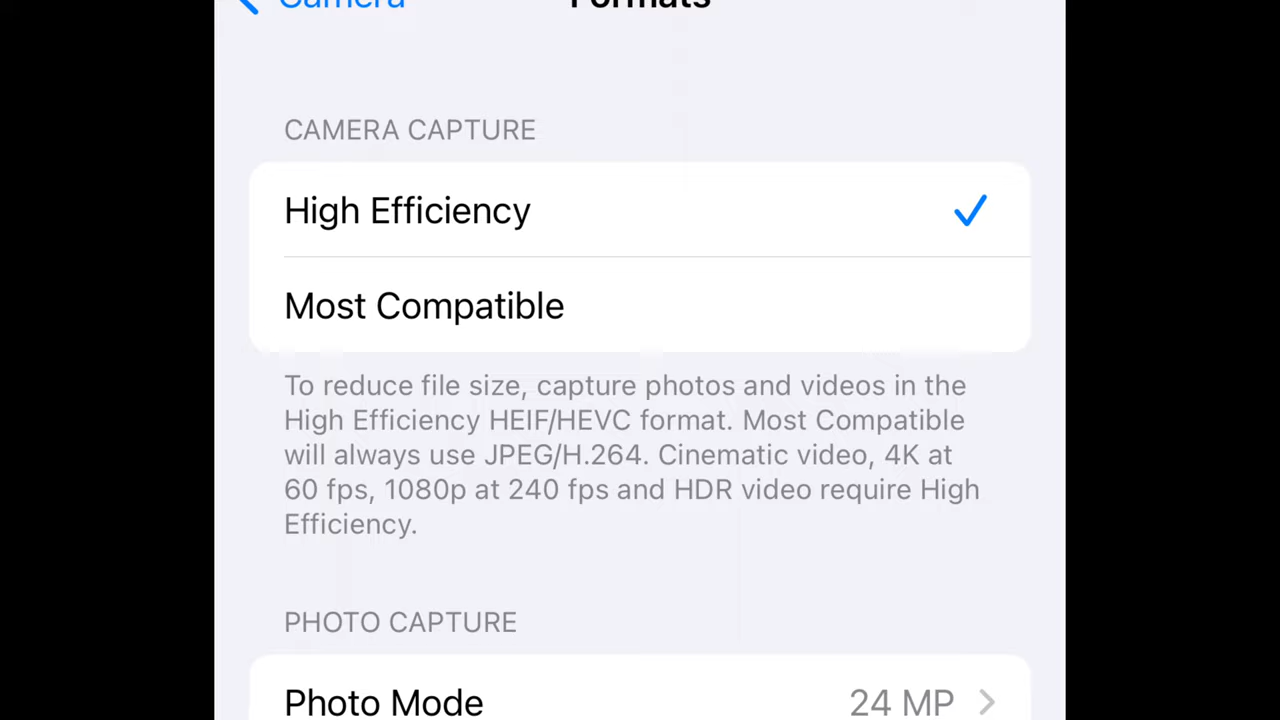 Camera Formats
CAMERA CAPTURE
High Efficiency
Most Compatible
To reduce file size, capture photos and videos in the
High Efficiency HEIF/HEVC format. Most Compatible
will always use JPEG/H.264. Cinematic video, 4K at
60 fps, 1080p at 240 fps and HDR video require High
Efficiency.
PHOTO CAPTURE
Photo Mode 24 MP